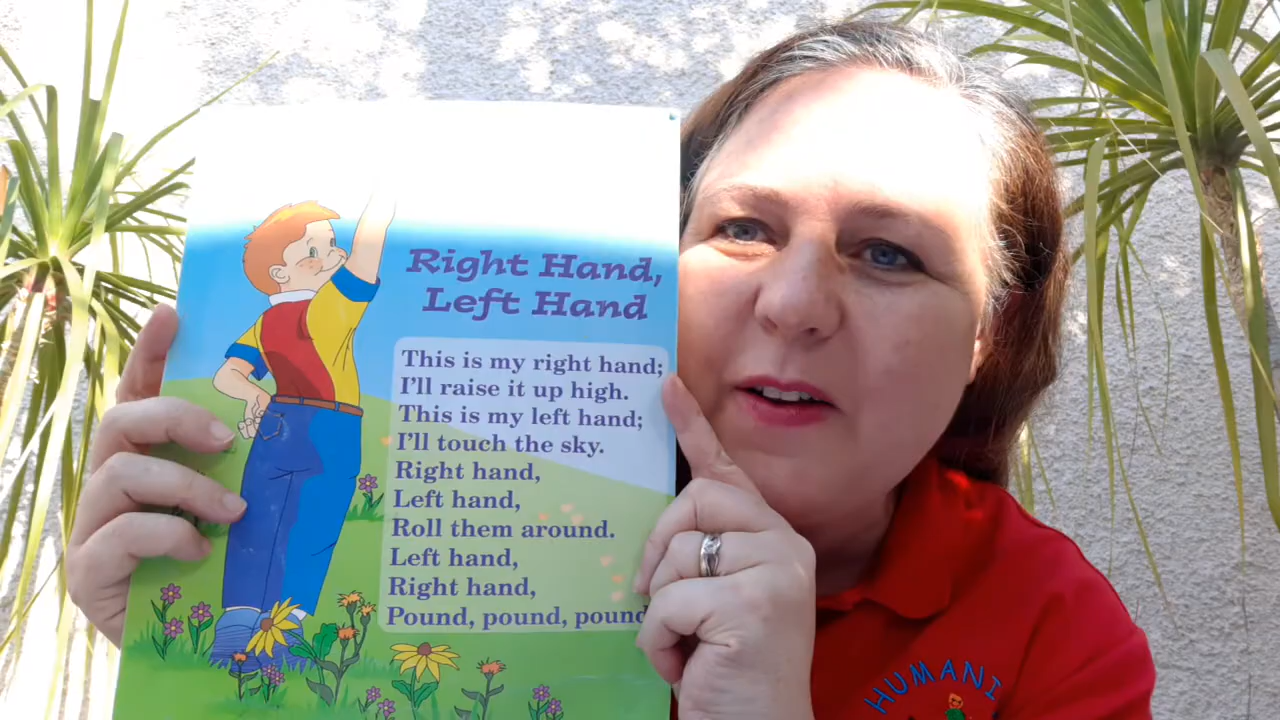 Right Hand,
Left Hand
This is my right hand;
I'll raise it up high.
This is my left hand;
I'll touch the sky.
Right hand,
Left hand,
Roll them around.
Left hand,
Right hand,
Pound, pound, pound
HUMANI